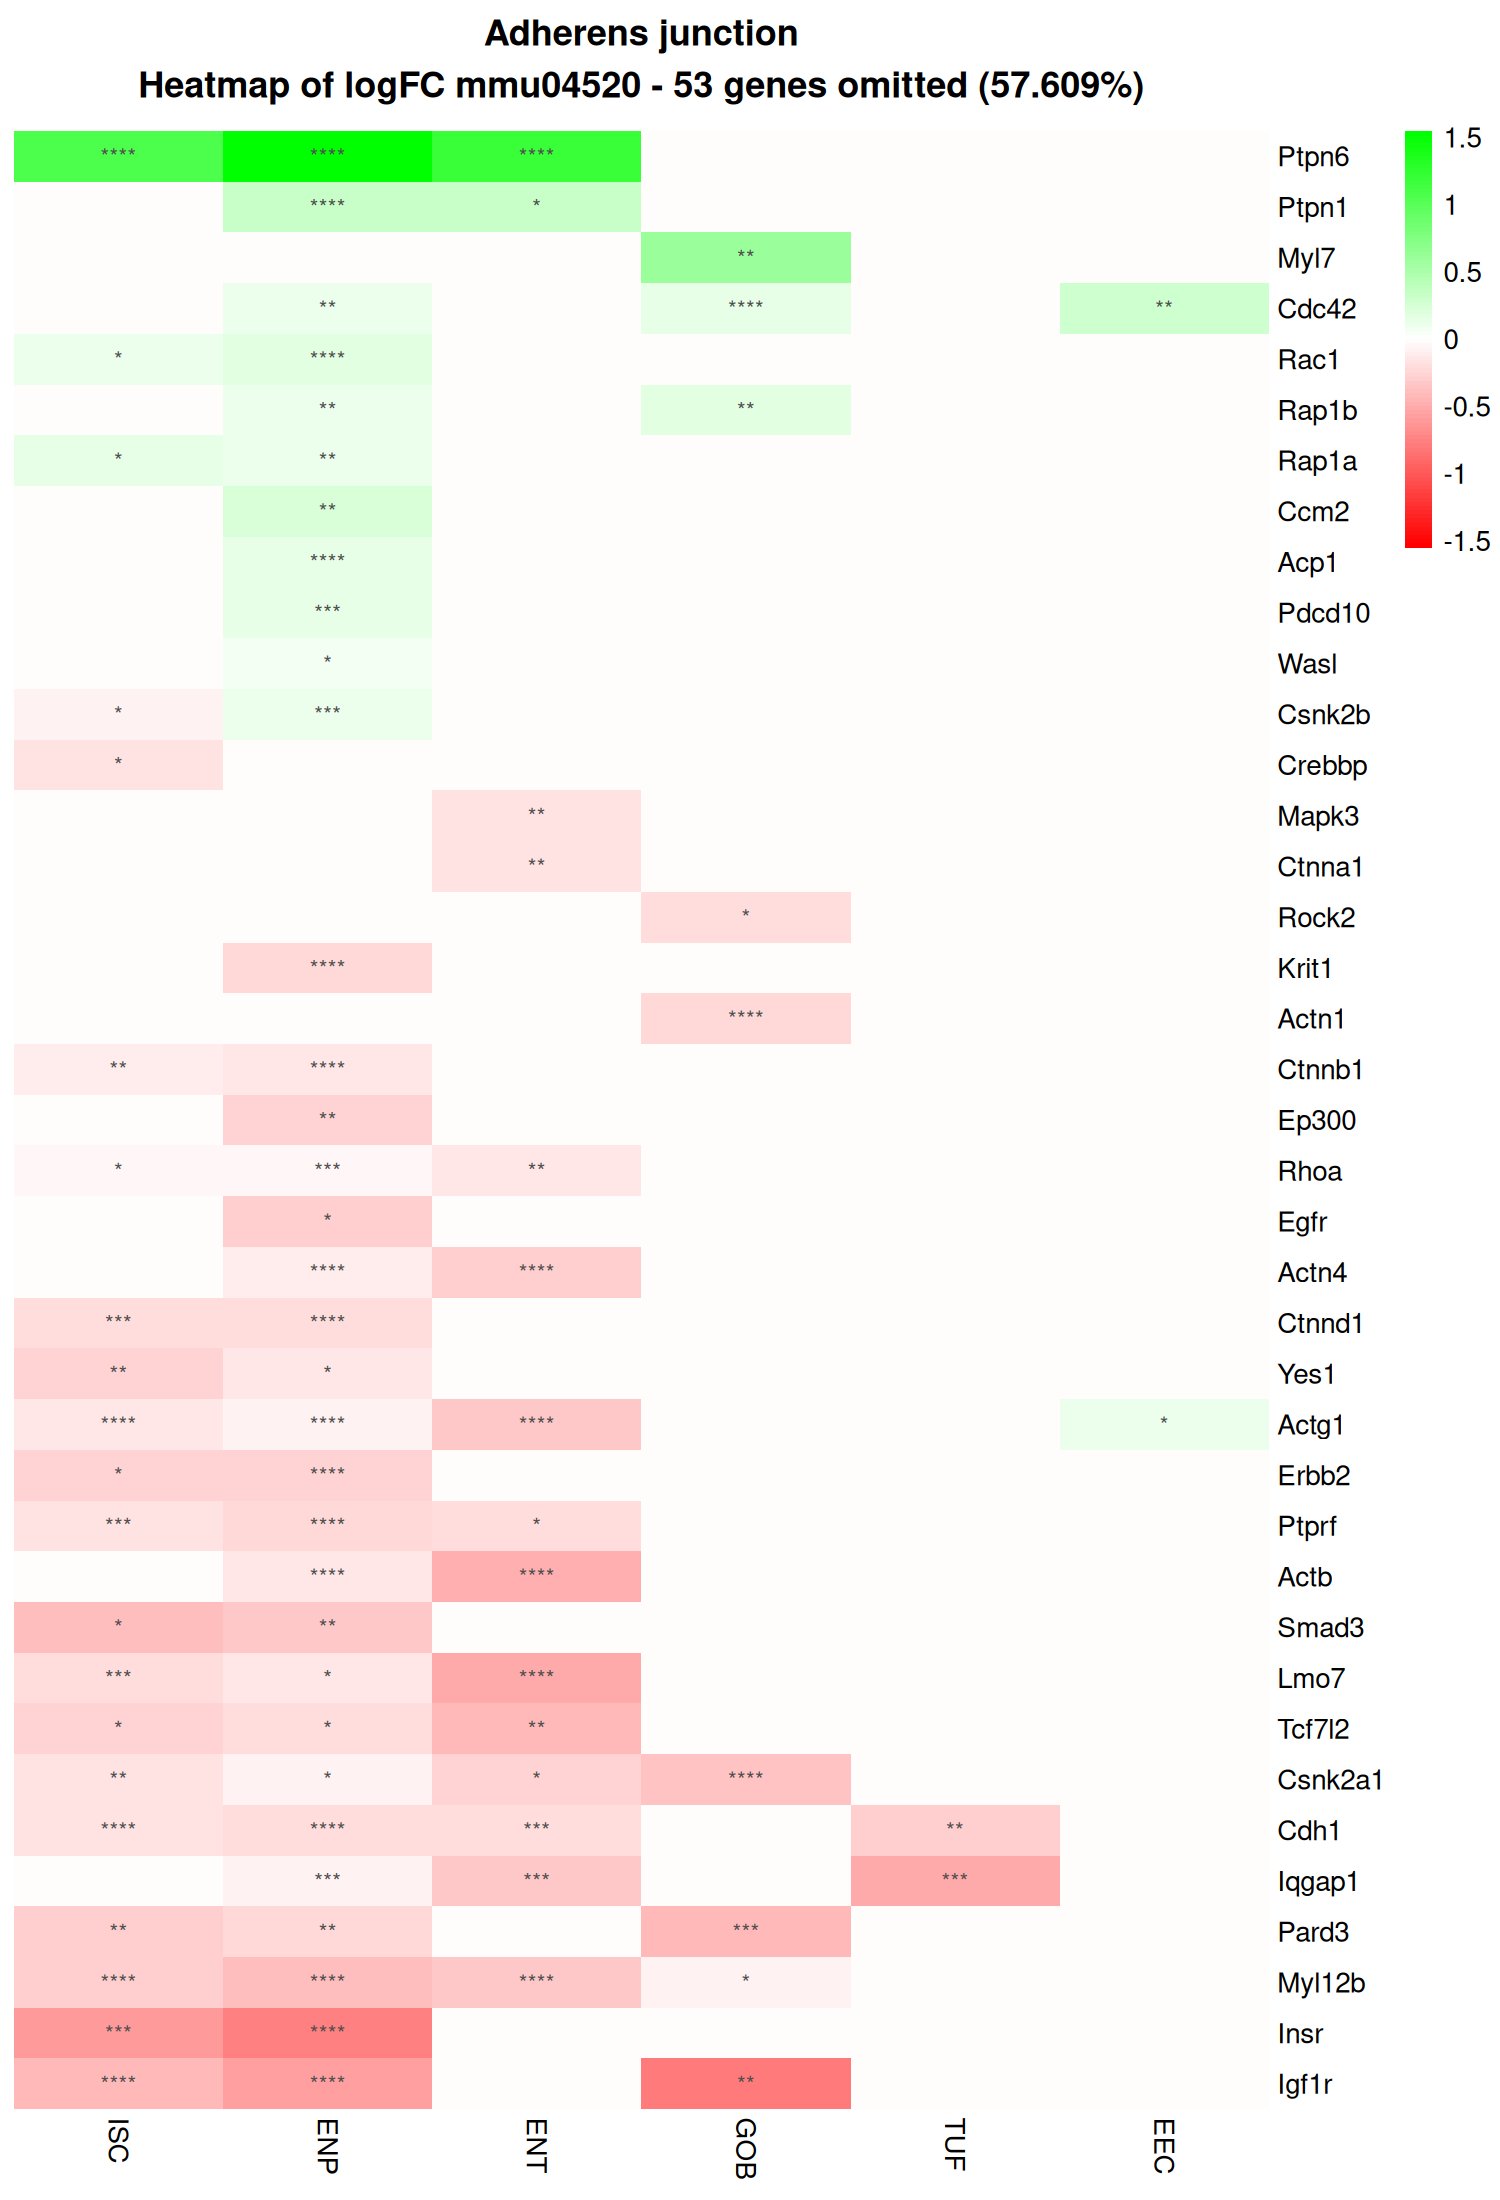 Adherens junction
Heatmap of logFC mmu04520 - 53 genes omitted (57.609%)
**** **** **** Ptpn6
**** * Ptpn1
** Myl7
** **** ** Cdc42
* **** Rac1
** ** Rap1b
* ** Rap1a
** Ccm2
**** Acp1
*** Pdcd10
* Wasl
* *** Csnk2b
* Crebbp
** Mapk3
** Ctnna1
* Rock2
**** Krit1
**** Actn1
** **** Ctnnb1
** Ep300
* *** ** Rhoa
* Egfr
**** **** Actn4
*** **** Ctnnd1
** * Yes1
**** **** **** * Actg1
* **** Erbb2
*** **** * Ptprf
**** **** Actb
* ** Smad3
*** * **** Lmo7
* * ** Tcf7l2
** * * **** Csnk2a1
**** **** *** ** Cdh1
*** *** *** Iqgap1
** ** *** Pard3
**** **** **** * Myl12b
*** **** Insr
**** **** ** Igf1r
ISC ENP ENT GOB TUF EEC
1.5
1
0.5
0
-0.5
-1
-1.5